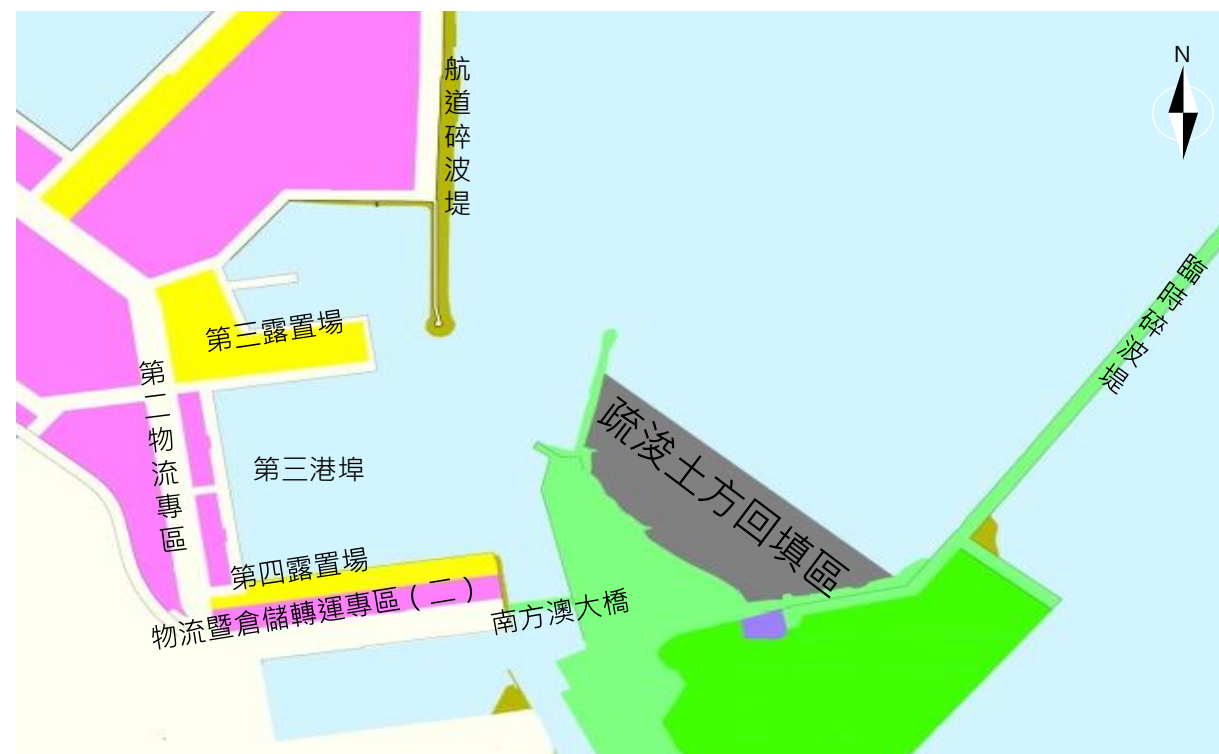 N
航道碎波堤
臨時碎波堤
第三露置場
第二物流專區
疏浚土方回填區
第三港埠
第四露置場
物流暨倉儲轉運專區(二)
南方澳大橋